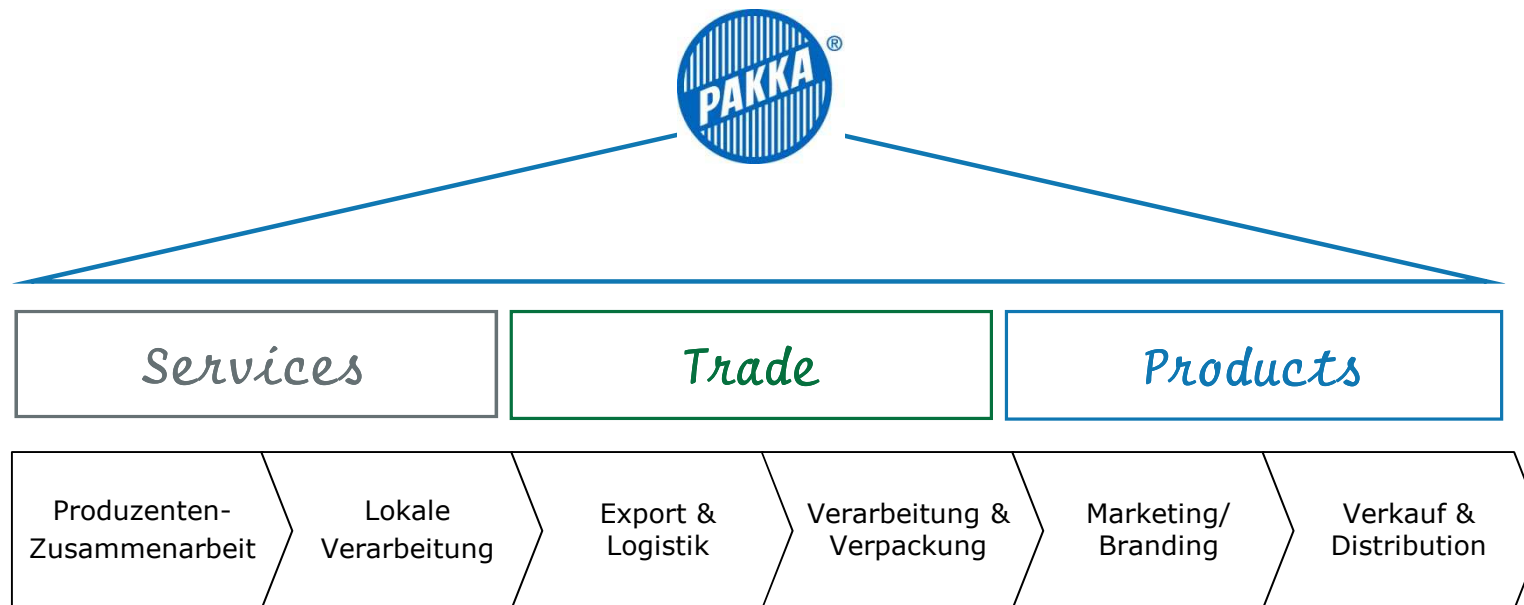 PAKKA
®
Services
Trade
Products
Produzenten-
Zusammenarbeit
Lokale
Verarbeitung
Export &
Logistik
Verarbeitung &
Verpackung
Marketing/
Branding
Verkauf &
Distribution